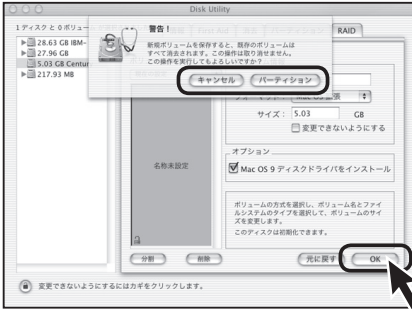 Disk Utility
1 ディスク と 0 ボリューム
28.63 GB IBM-
27.96 GB
5.03 GB Centur
217.93 MB
警告！
新規ボリュームを保存すると、既存のボリュームは
すべて消去されます。この操作は取り消せません。
この操作を実行してもよろしいですか？
キャンセル
パーティション
RAID
名称未設定
サイズ： 5.03 GB
変更できないようにする
オプション
Mac OS 9 ディスクドライバをインストール
ボリュームの方式を選択し、ボリューム名とファイ
ルシステムのタイプを選択して、ボリュームのサイ
ズを変更します。
このディスクは初期化できます。
分割
削除
元に戻す
OK
変更できないようにするにはカギをクリックします。